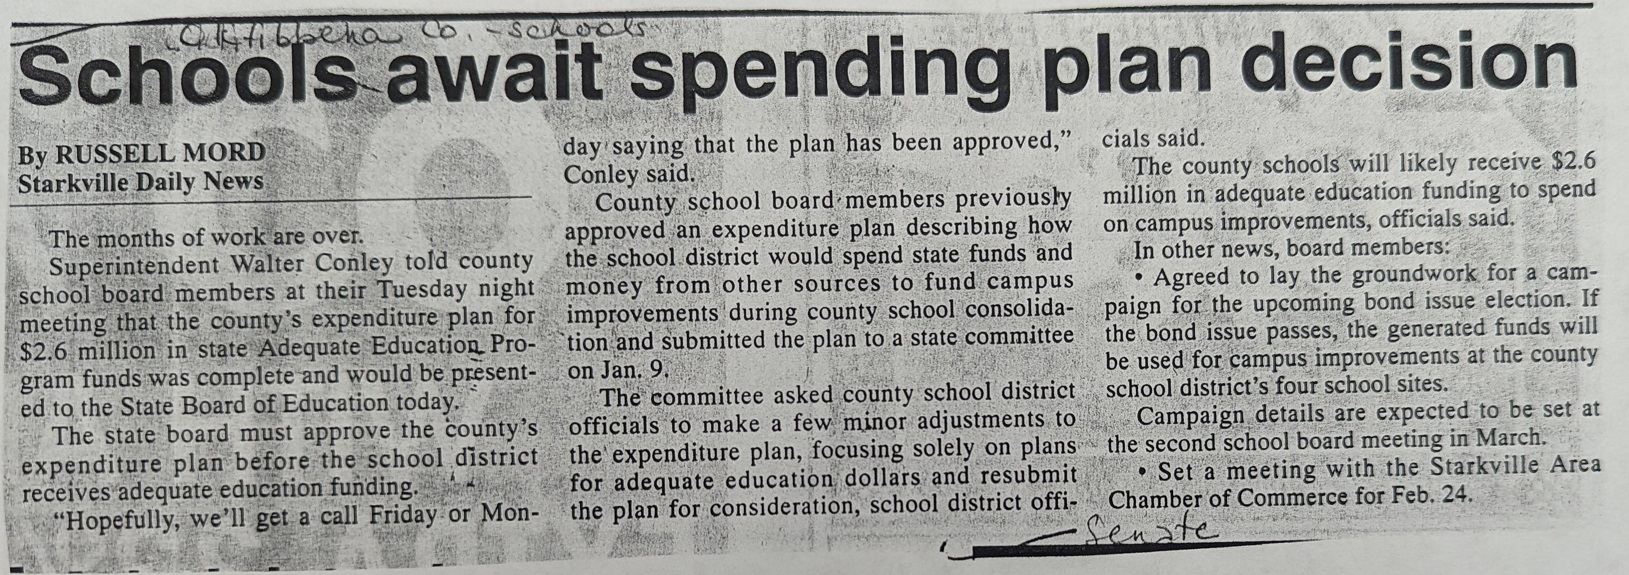 Oktibbeha Co. - schools
Schools await spending plan decision
By RUSSELL MORD
Starkville Daily News
The months of work are over.
Superintendent Walter Conley told county
school board members at their Tuesday night
meeting that the county's expenditure plan for
$2.6 million in state Adequate Education Pro-
gram funds was complete and would be present-
ed to the State Board of Education today.
The state board must approve the county's
expenditure plan before the school district
receives adequate education funding.
“Hopefully, we'll get a call Friday or Mon-
day saying that the plan has been approved,”
Conley said.
County school board members previously
approved an expenditure plan describing how
the school district would spend state funds and
money from other sources to fund campus
improvements during county school consolida-
tion and submitted the plan to a state committee
on Jan. 9.
The committee asked county school district
officials to make a few minor adjustments to
the expenditure plan, focusing solely on plans
for adequate education dollars and resubmit
the plan for consideration, school district offi-
cials said.
The county schools will likely receive $2.6
million in adequate education funding to spend
on campus improvements, officials said.
In other news, board members:
• Agreed to lay the groundwork for a cam-
paign for the upcoming bond issue election. If
the bond issue passes, the generated funds will
be used for campus improvements at the county
school district's four school sites.
Campaign details are expected to be set at
the second school board meeting in March.
• Set a meeting with the Starkville Area
Chamber of Commerce for Feb. 24.
Senate